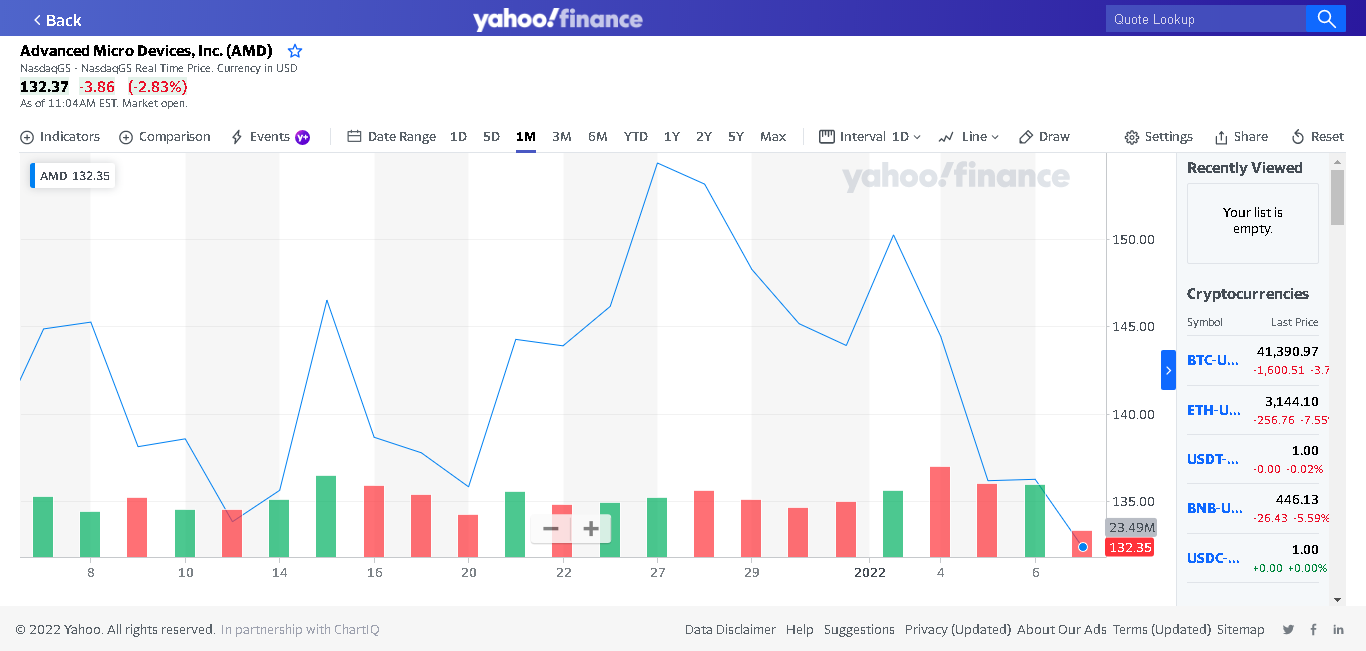 Back
yahoo!finance
Quote Lookup
Advanced Micro Devices, Inc. (AMD)
NasdaqGS - NasdaqGS Real Time Price. Currency in USD
132.37 -3.86 (-2.83%)
As of 11:04AM EST. Market open.
Indicators Comparison Events Y+ Date Range 1D 5D 1M 3M 6M YTD 1Y 2Y 5Y Max Interval 1D Line Draw Settings Share Reset
AMD 132.35
yahoo!finance
150.00
145.00
140.00
135.00
23.49M
132.35
8 10 14 16 20 22 27 29 2022 4 6
Recently Viewed
Your list is
empty.
Cryptocurrencies
Symbol Last Price
BTC-U... 41,390.97
-1,600.51 -3.7
ETH-U... 3,144.10
-256.76 -7.55%
USDT-... 1.00
-0.00 -0.02%
BNB-U... 446.13
-26.43 -5.59%
USDC-... 1.00
+0.00 +0.00%
© 2022 Yahoo. All rights reserved. In partnership with ChartIQ
Data Disclaimer Help Suggestions Privacy (Updated) About Our Ads Terms (Updated) Sitemap